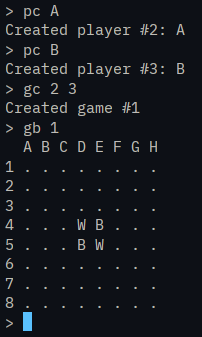 > pc A
Created player #2: A
> pc B
Created player #3: B
> gc 2 3
Created game #1
> gb 1
  A B C D E F G H
1 . . . . . . . .
2 . . . . . . . .
3 . . . . . . . .
4 . . . W B . . .
5 . . . B W . . .
6 . . . . . . . .
7 . . . . . . . .
8 . . . . . . . .
>